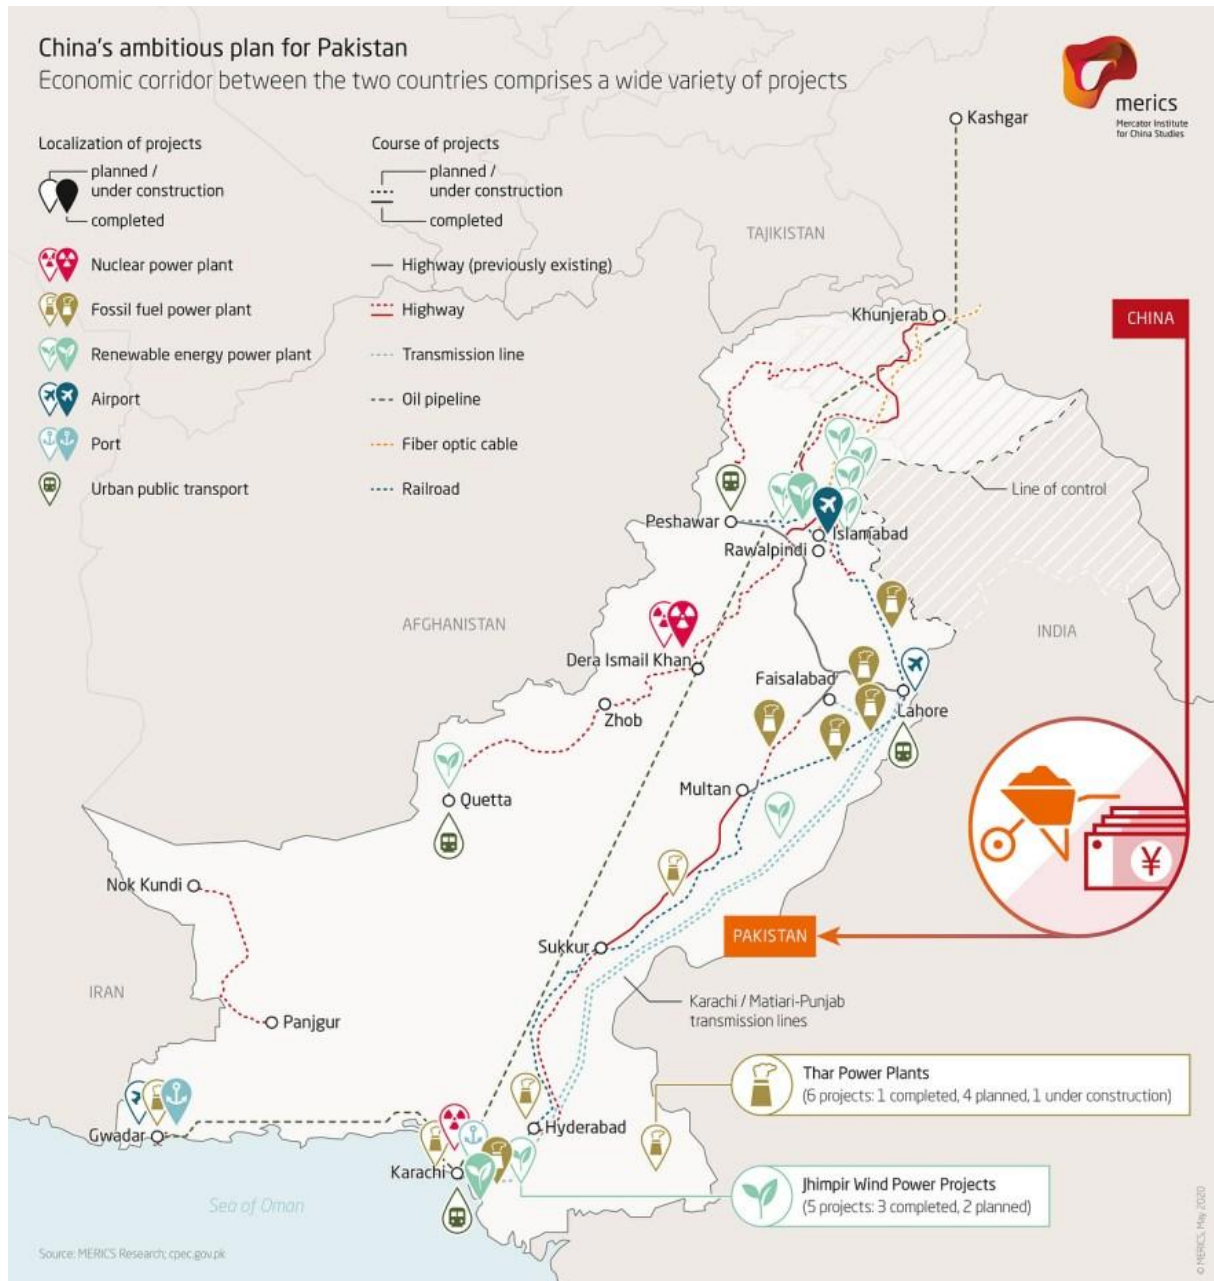 China's ambitious plan for Pakistan
Economic corridor between the two countries comprises a wide variety of projects
merics
Mercator Institute
for China Studies
Localization of projects
planned /
under construction
completed
Nuclear power plant
Fossil fuel power plant
Renewable energy power plant
Airport
Port
Urban public transport
Course of projects
planned /
under construction
completed
Highway (previously existing)
Highway
Transmission line
Oil pipeline
Fiber optic cable
Railroad
Kashgar
TAJIKISTAN
Khunjerab
CHINA
Line of control
Peshawar
Islamabad
Rawalpindi
AFGHANISTAN
INDIA
Dera Ismail Khan
Faisalabad
Zhob
Lahore
Multan
Quetta
¥
Nok Kundi
PAKISTAN
Sukkur
IRAN
Karachi / Matiari-Punjab
transmission lines
Panjgur
Thar Power Plants
(6 projects: 1 completed, 4 planned, 1 under construction)
Gwadar
Hyderabad
Karachi
Jhimpir Wind Power Projects
(5 projects: 3 completed, 2 planned)
Sea of Oman
Source: MERICS Research; cpec.gov.pk
© MERICS, May 2020